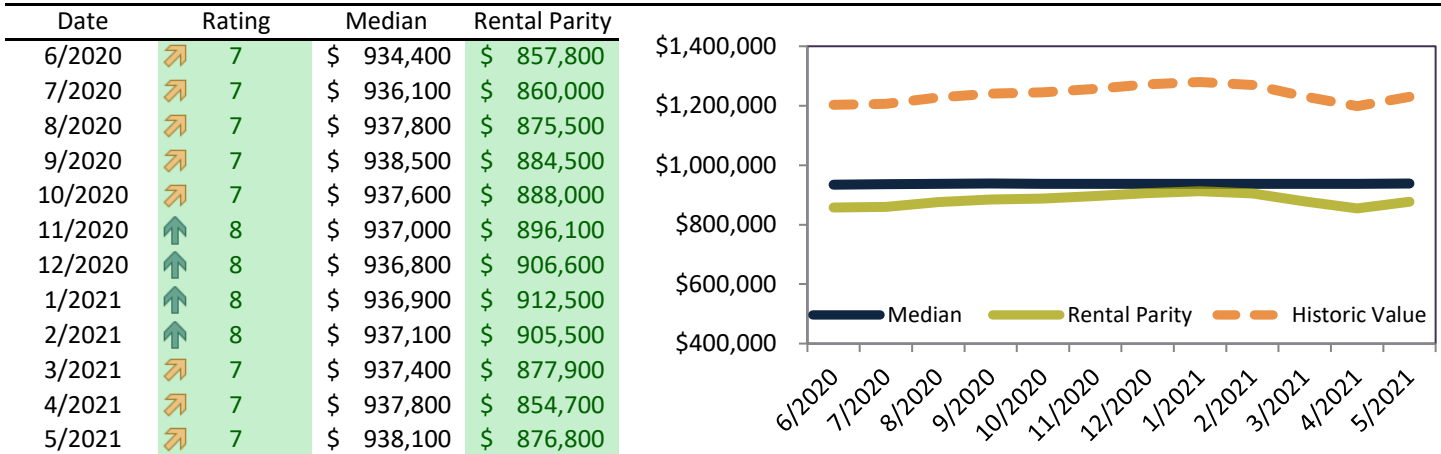 Date Rating Median Rental Parity
6/2020 7 $ 934,400 $ 857,800
7/2020 7 $ 936,100 $ 860,000
8/2020 7 $ 937,800 $ 875,500
9/2020 7 $ 938,500 $ 884,500
10/2020 7 $ 937,600 $ 888,000
11/2020 8 $ 937,000 $ 896,100
12/2020 8 $ 936,800 $ 906,600
1/2021 8 $ 936,900 $ 912,500
2/2021 8 $ 937,100 $ 905,500
3/2021 7 $ 937,400 $ 877,900
4/2021 7 $ 937,800 $ 854,700
5/2021 7 $ 938,100 $ 876,800
$1,400,000
$1,200,000
$1,000,000
$800,000
$600,000
$400,000
Median Rental Parity Historic Value
6/2020 7/2020 8/2020 9/2020 10/2020 11/2020 12/2020 1/2021 2/2021 3/2021 4/2021 5/2021